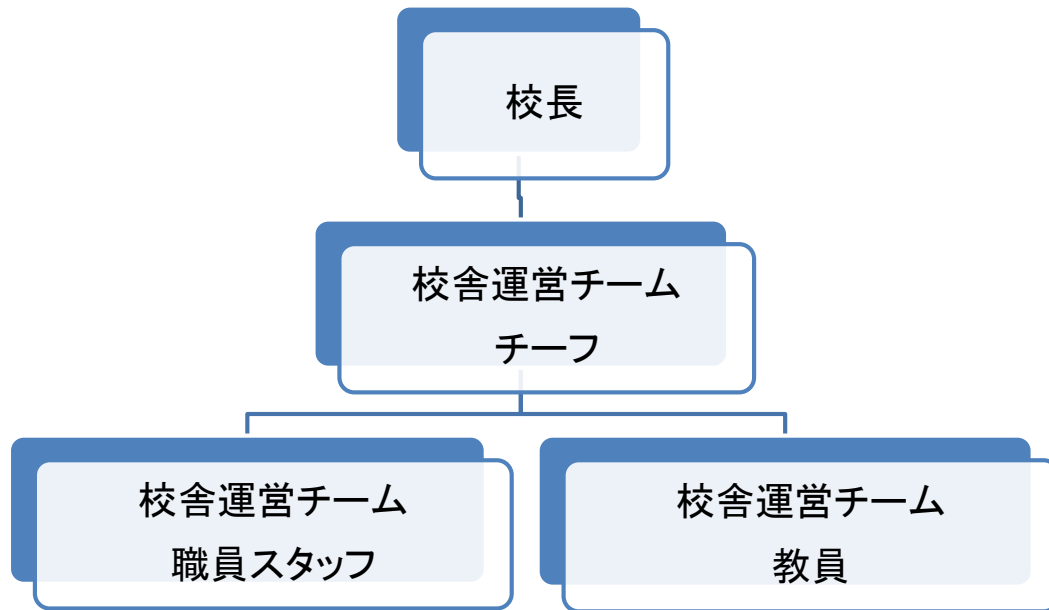 校長
校舎運営チーム
チーフ
校舎運営チーム
職員スタッフ
校舎運営チーム
教員